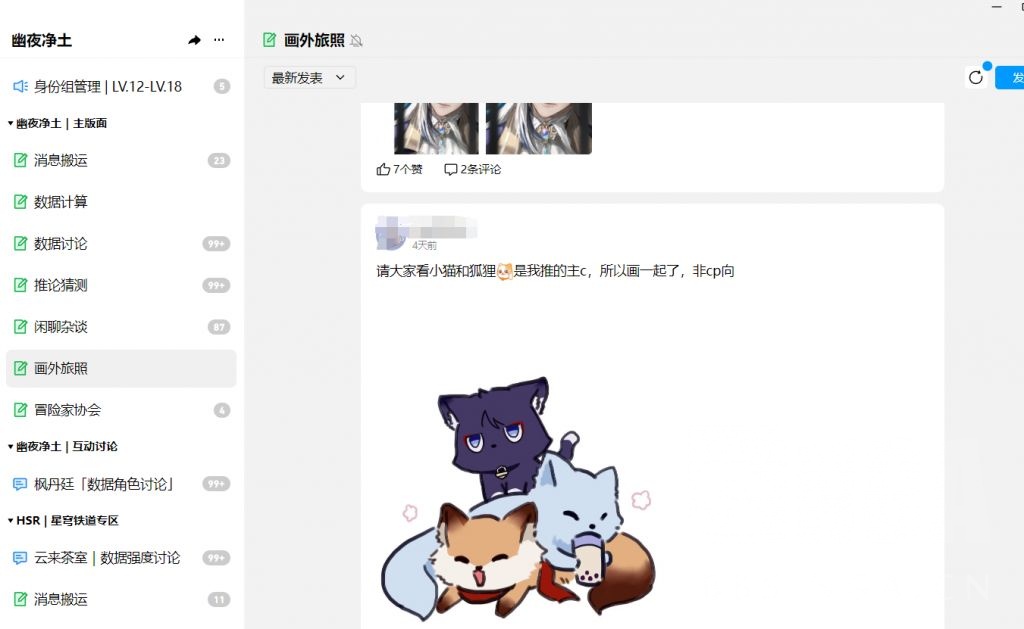 幽夜净土
身份组管理 | LV.12-LV.18 5
幽夜净土 | 主版面
消息搬运 23
数据计算
数据讨论 99+
推论猜测 99+
闲聊杂谈 87
画外旅照
冒险家协会 4
幽夜净土 | 互动讨论
枫丹廷「数据角色讨论」 99+
HSR | 星穹铁道专区
云来茶室 | 数据强度讨论 99+
消息搬运 11
画外旅照
最新发表
发
7个赞 2条评论
4天前
请大家看小猫和狐狸是我推的主c，所以画一起了，非cp向